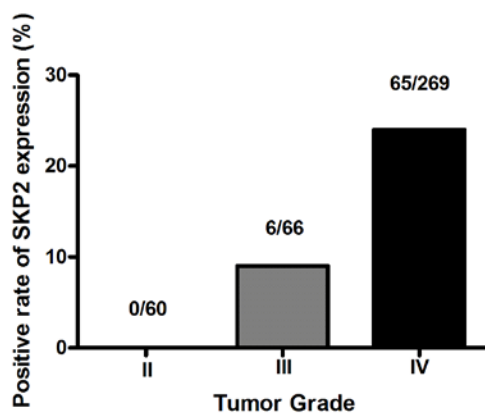 Positive rate of SKP2 expression (%)
30
20
10
0
0/60
6/66
65/269
II
III
IV
Tumor Grade